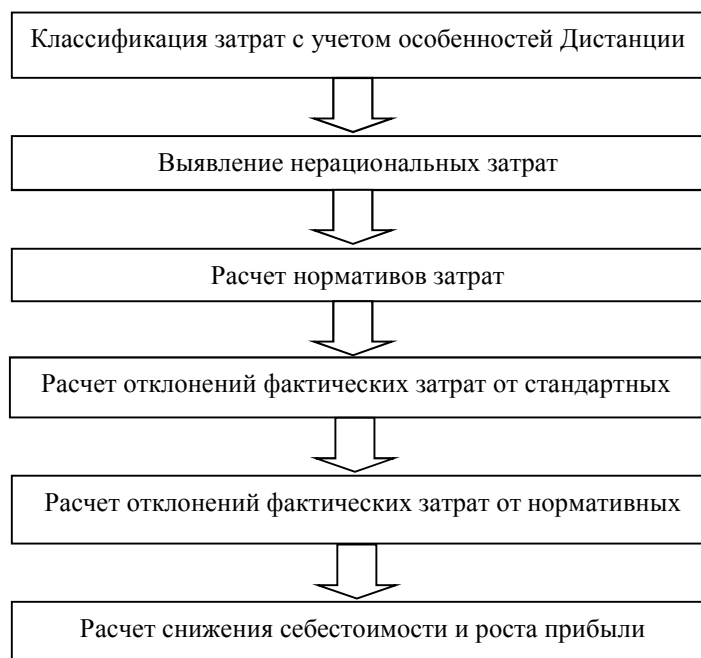 Классификация затрат с учетом особенностей Дистанции
Выявление нерациональных затрат
Расчет нормативов затрат
Расчет отклонений фактических затрат от стандартных
Расчет отклонений фактических затрат от нормативных
Расчет снижения себестоимости и роста прибыли